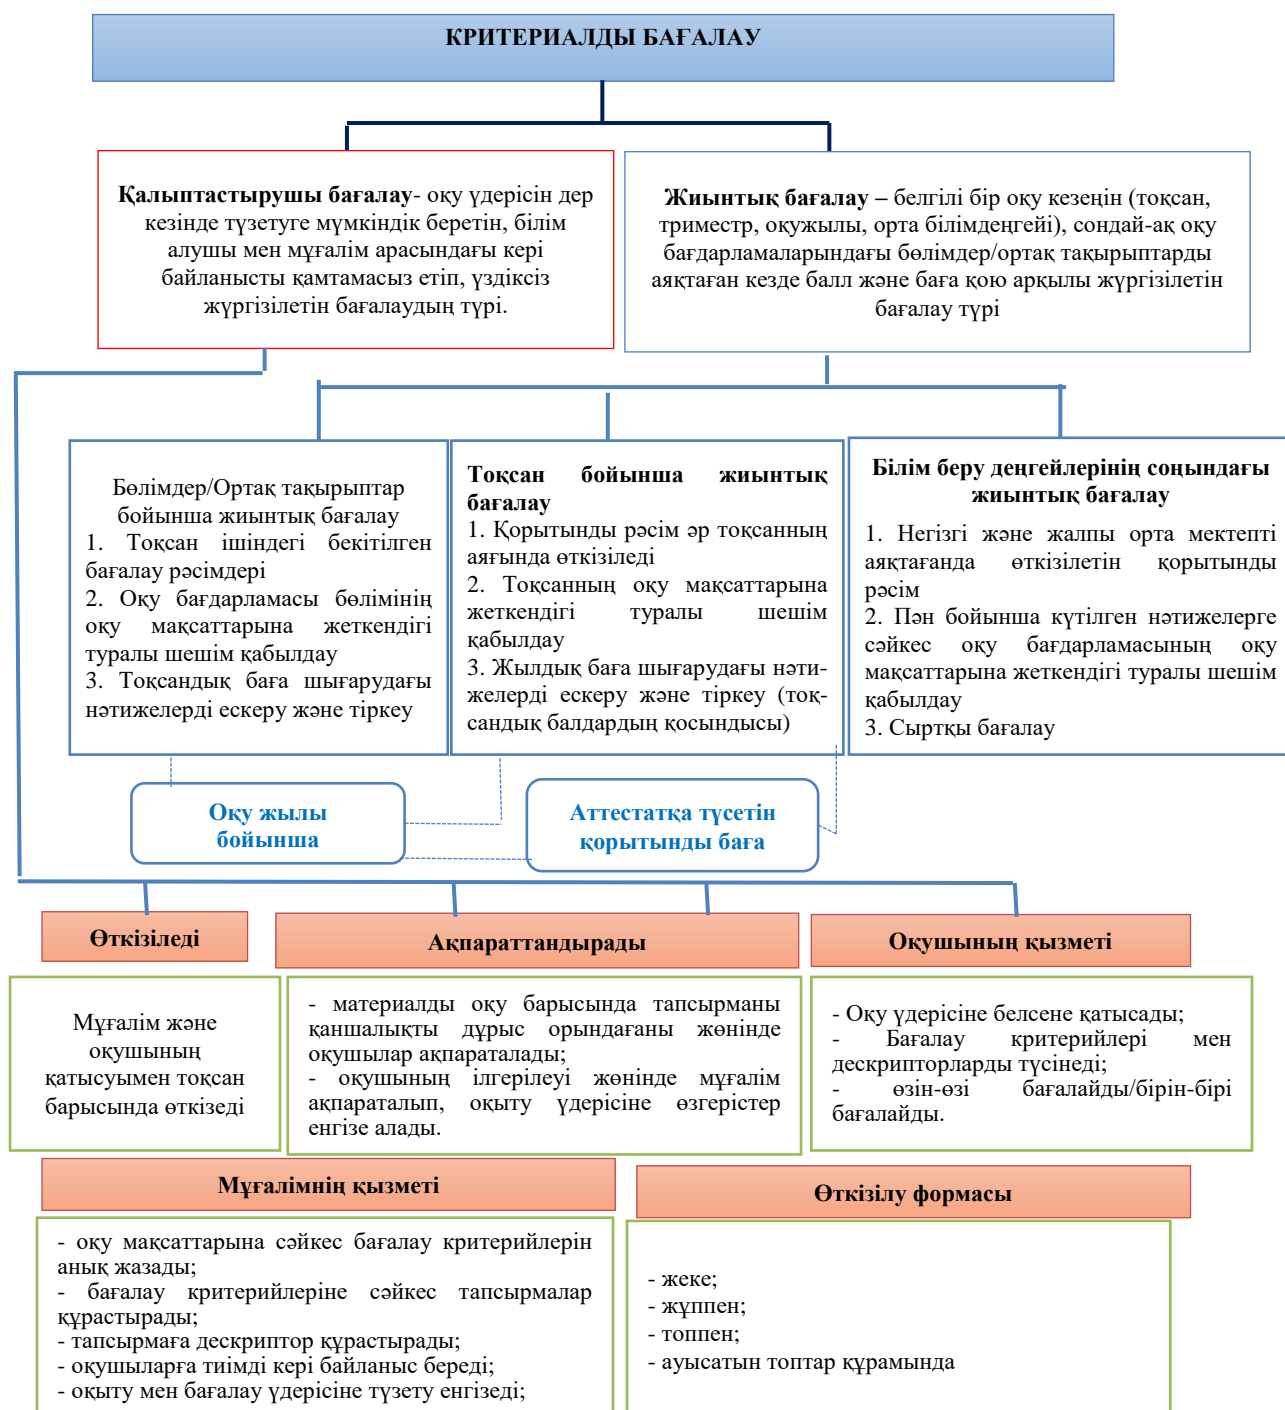 КРИТЕРИАЛДЫ БАҒАЛАУ
Қалыптастырушы бағалау- оқу үдерісін дер
кезінде түзетуге мүмкіндік беретін, білім
алушы мен мұғалім арасындағы кері
байланысты қамтамасыз етіп, үздіксіз
жүргізілетін бағалаудың түрі.
Жиынтық бағалау – белгілі бір оқу кезеңін (тоқсан,
триместр, оқужылы, орта білімдеңгейі), сондай-ақ оқу
бағдарламаларындағы бөлімдер/ортақ тақырыптарды
аяқтаған кезде балл және баға қою арқылы жүргізілетін
бағалау түрі
Бөлімдер/Ортақ тақырыптар
бойынша жиынтық бағалау
1. Тоқсан ішіндегі бекітілген
бағалау рәсімдері
2. Оқу бағдарламасы бөлімінің
оқу мақсаттарына жеткендігі
туралы шешім қабылдау
3. Тоқсандық баға шығарудағы
нәтижелерді ескеру және тіркеу
Тоқсан бойынша жиынтық
бағалау
1. Қорытынды рәсім әр тоқсанның
аяғында өткізіледі
2. Тоқсанның оқу мақсаттарына
жеткендігі туралы шешім
қабылдау
3. Жылдық баға шығарудағы нәти-
желерді ескеру және тіркеу (тоқ-
сандық балдардың қосындысы)
Білім беру деңгейлерінің соңындағы
жиынтық бағалау
1. Негізгі және жалпы орта мектепті
аяқтағанда өткізілетін қорытынды
рәсім
2. Пән бойынша күтілген нәтижелерге
сәйкес оқу бағдарламасының оқу
мақсаттарына жеткендігі туралы шешім
қабылдау
3. Сыртқы бағалау
Оқу жылы
бойынша
Аттестатқа түсетін
қорытынды баға
Өткізіледі
Мұғалім және
оқушының
қатысуымен тоқсан
барысында өткізеді
Ақпараттандырады
- материалды оқу барысында тапсырманы
қаншалықты дұрыс орындағаны жөнінде
оқушылар ақпараталады;
- оқушының ілгерілеуі жөнінде мұғалім
ақпараталып, оқыту үдерісіне өзгерістер
енгізе алады.
Оқушының қызметі
- Оқу үдерісіне белсене қатысады;
- Бағалау критерийлері мен
дескрипторларды түсінеді;
- өзін-өзі бағалайды/бірін-бірі
бағалайды.
Мұғалімнің қызметі
- оқу мақсаттарына сәйкес бағалау критерийлерін
анық жазады;
- бағалау критерийлеріне сәйкес тапсырмалар
құрастырады;
- тапсырмаға дескриптор құрастырады;
- оқушыларға тиімді кері байланыс береді;
- оқыту мен бағалау үдерісіне түзету енгізеді;
Өткізілу формасы
- жеке;
- жұппен;
- топпен;
- ауысатын топтар құрамында